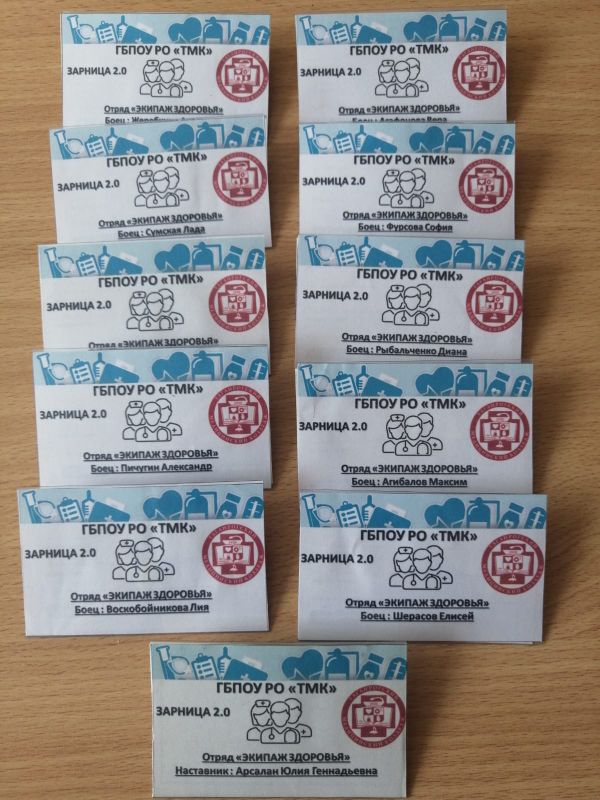 ГБПОУ РО «ТМК»
ЗАРНИЦА 2.0
Отряд «ЭКИПАЖ ЗДОРОВЬЯ»
Боец :
ГБПОУ РО «ТМК»
ЗАРНИЦА 2.0
Отряд «ЭКИПАЖ ЗДОРОВЬЯ»
Боец : Агафонова Вера
ГБПОУ РО «ТМК»
ЗАРНИЦА 2.0
Отряд «ЭКИПАЖ ЗДОРОВЬЯ»
Боец : Сумская Лада
ГБПОУ РО «ТМК»
ЗАРНИЦА 2.0
Отряд «ЭКИПАЖ ЗДОРОВЬЯ»
Боец : Фурсова София
ГБПОУ РО «ТМК»
ЗАРНИЦА 2.0
Отряд «ЭКИПАЖ ЗДОРОВЬЯ»
ГБПОУ РО «ТМК»
ЗАРНИЦА 2.0
Отряд «ЭКИПАЖ ЗДОРОВЬЯ»
Боец : Рыбальченко Диана
ГБПОУ РО «ТМК»
ЗАРНИЦА 2.0
Отряд «ЭКИПАЖ ЗДОРОВЬЯ»
Боец : Пичугин Александр
ГБПОУ РО «ТМК»
ЗАРНИЦА 2.0
Отряд «ЭКИПАЖ ЗДОРОВЬЯ»
Боец : Агибалов Максим
ГБПОУ РО «ТМК»
ЗАРНИЦА 2.0
Отряд «ЭКИПАЖ ЗДОРОВЬЯ»
Боец : Воскобойникова Лия
ГБПОУ РО «ТМК»
ЗАРНИЦА 2.0
Отряд «ЭКИПАЖ ЗДОРОВЬЯ»
Боец : Шерасов Елисей
ГБПОУ РО «ТМК»
ЗАРНИЦА 2.0
Отряд «ЭКИПАЖ ЗДОРОВЬЯ»
Наставник : Арсалан Юлия Геннадьевна